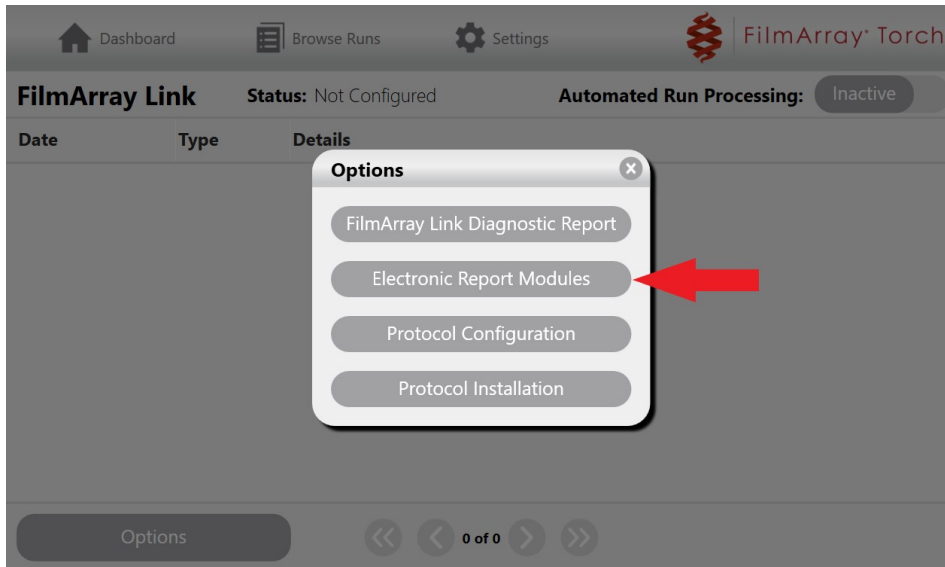 Dashboard Browse Runs Settings FilmArray· Torch
FilmArray Link Status: Not Configured Automated Run Processing: Inactive
Date Type Details
Options
FilmArray Link Diagnostic Report
Electronic Report Modules
Protocol Configuration
Protocol Installation
Options 0 of 0